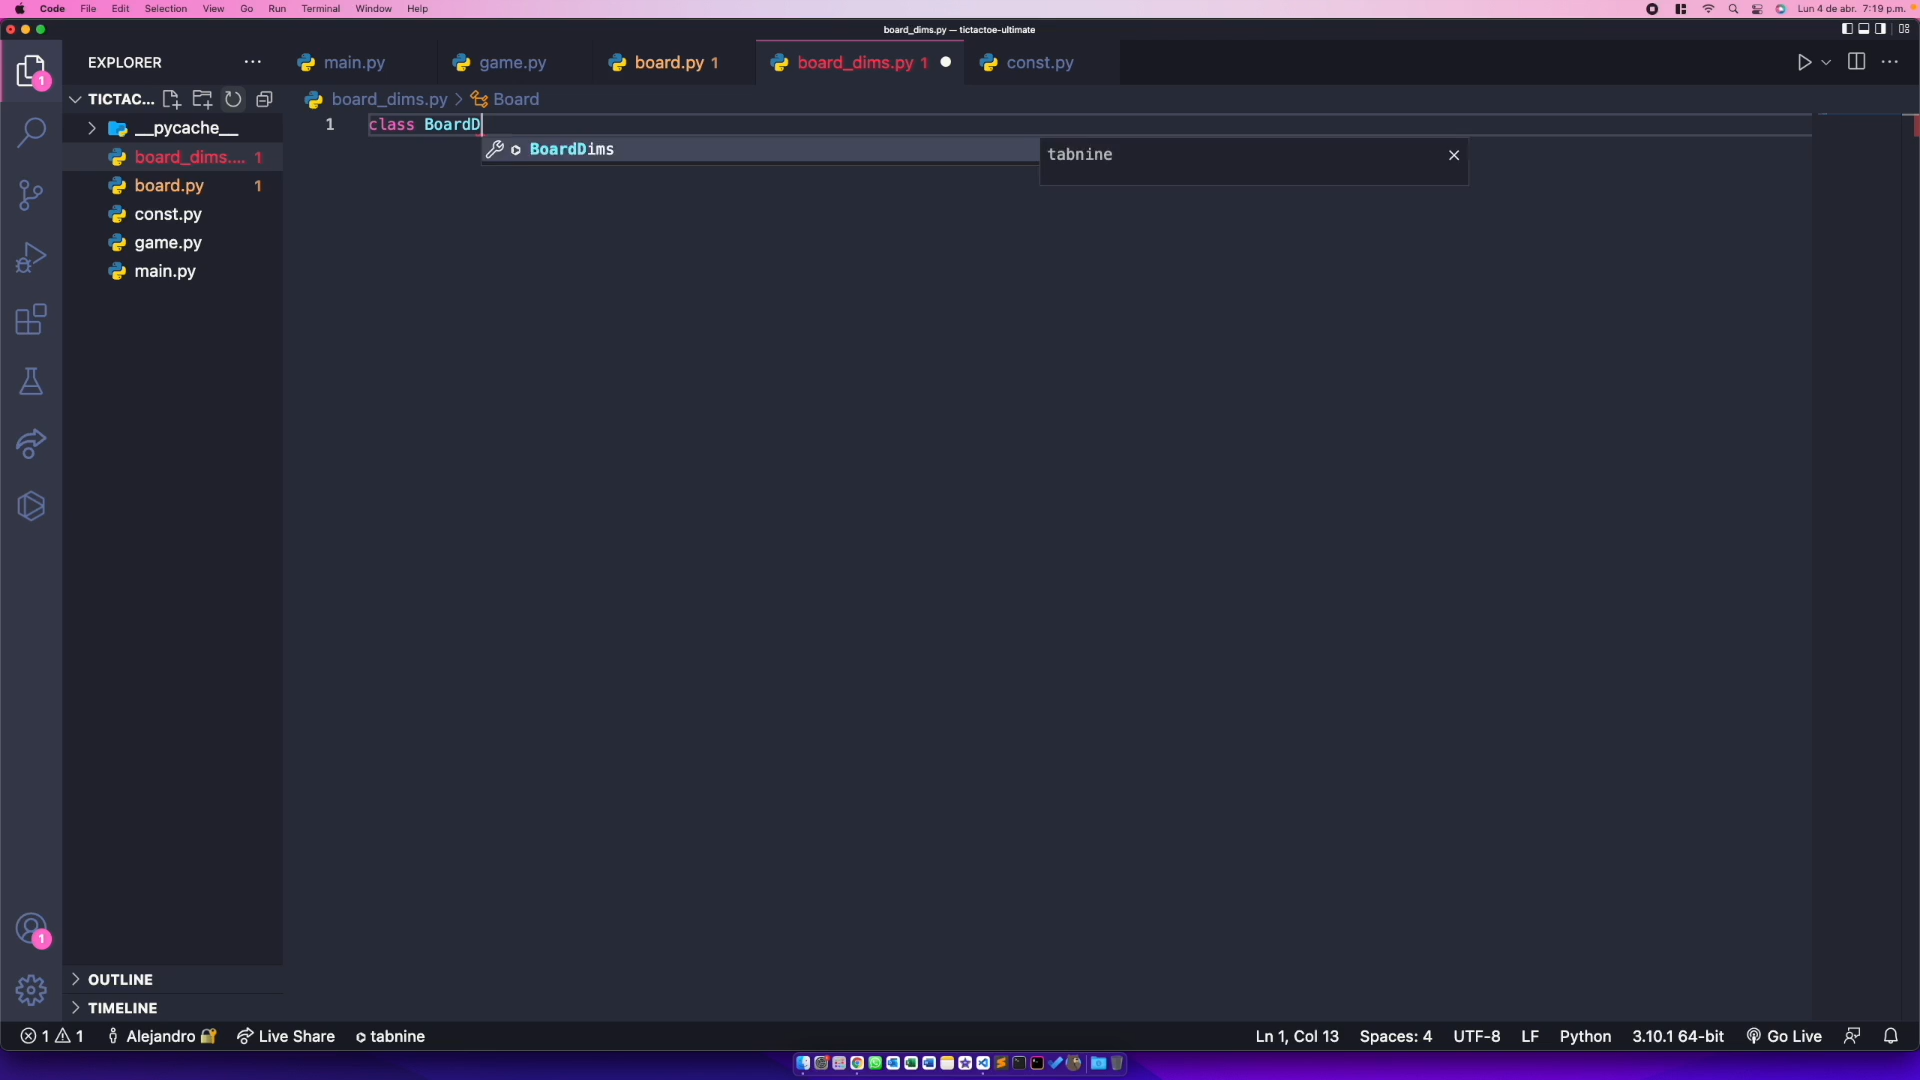 Code File Edit Selection View Go Run Terminal Window Help Lun 4 de abr. 7:19 p.m.
board_dims.py — tictactoe-ultimate
EXPLORER ··· main.py game.py board.py 1 board_dims.py 1 const.py ···
TICTAC... board_dims.py > Board
__pycache__ 1 class BoardD
BoardDims tabnine
board_dims.... 1
board.py 1
const.py
game.py
main.py
1
1
OUTLINE
TIMELINE
1 1 Alejandro Live Share tabnine Ln 1, Col 13 Spaces: 4 UTF-8 LF Python 3.10.1 64-bit Go Live